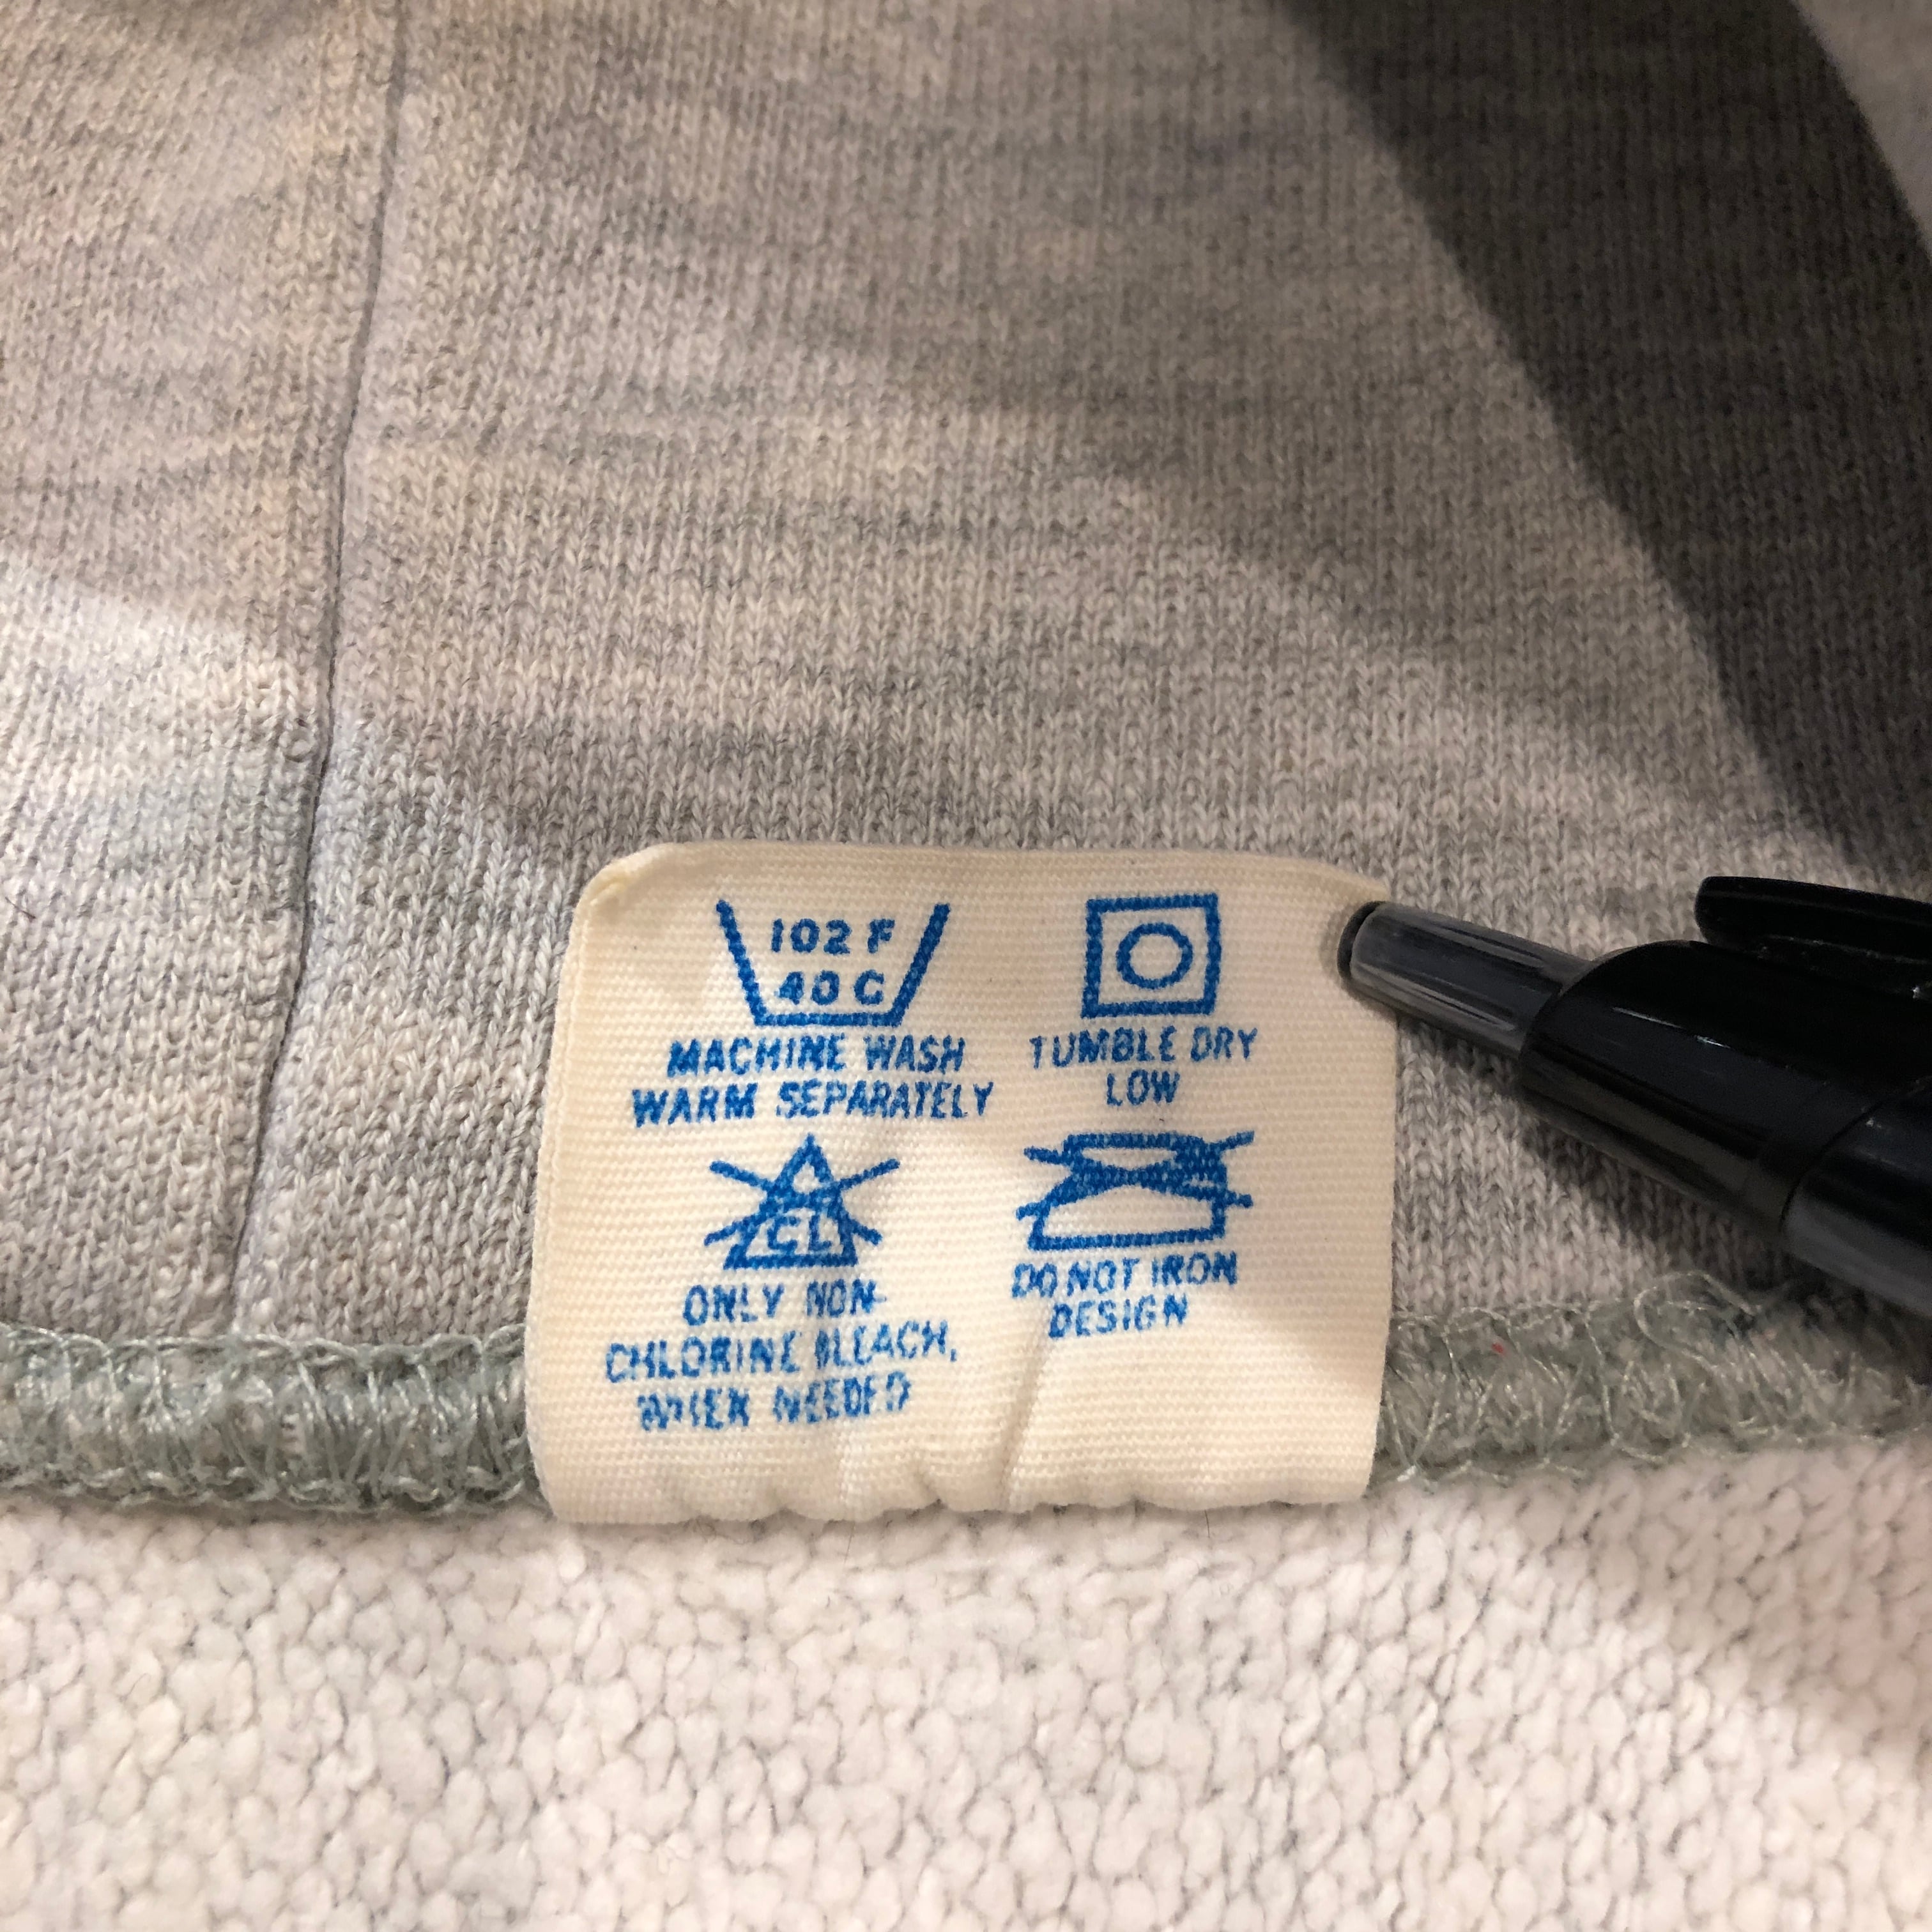 102 F
40 C
MACHINE WASH
WARM SEPARATELY
TUMBLE DRY
LOW
CL
ONLY NON-
CHLORINE BLEACH,
WHEN NEEDED
DO NOT IRON
DESIGN